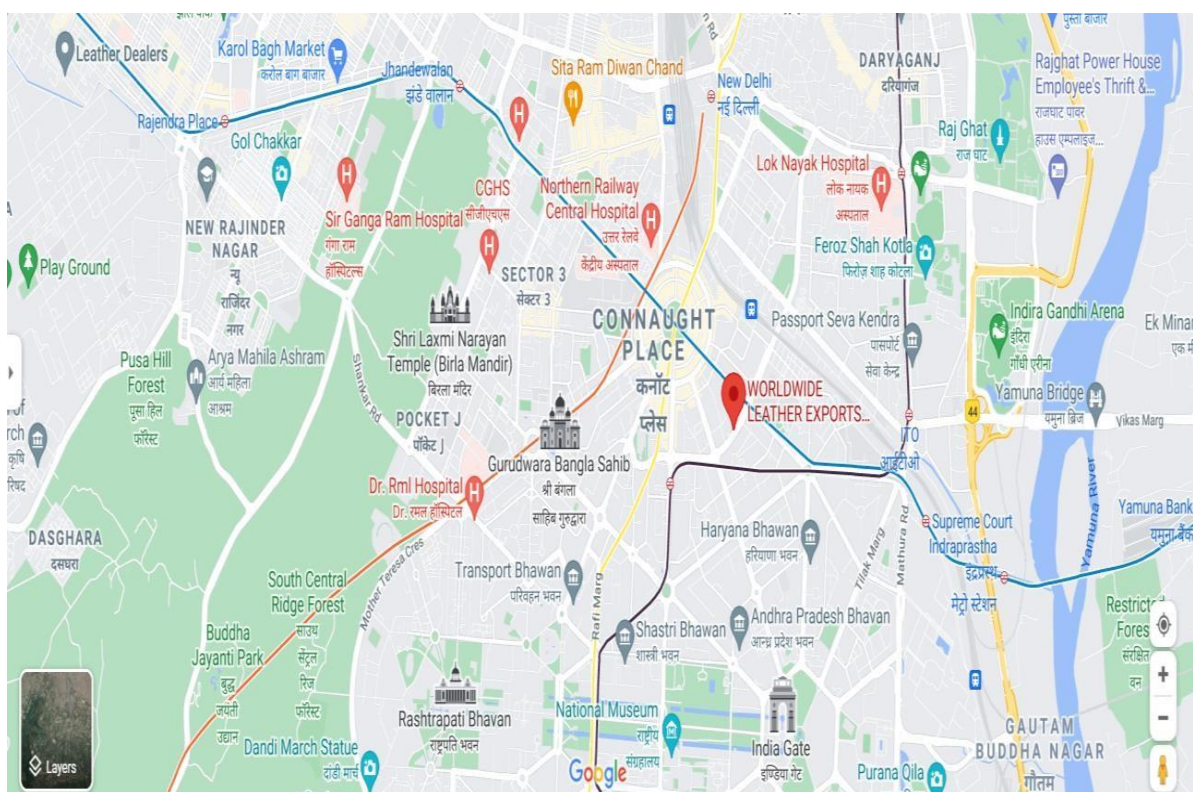 Leather Dealers
Karol Bagh Market
करोल बाग बाजार
Jhandewalan
झंडे वालान
Rajendra Place
Gol Chakkar
Sir Ganga Ram Hospital
गंगा राम
हॉस्पिटल्स
CGHS
सीजीएचएस
Sita Ram Diwan Chand
New Delhi
नई दिल्ली
Northern Railway
Central Hospital
उत्तर रेलवे
केंद्रीय अस्पताल
DARYAGANJ
दरियागंज
Raj Ghat
राज घाट
Rajghat Power House
Employee's Thrift &...
राजघाट पावर
हाउस एम्प्लाइज...
पुस्ता बाजार
Lok Nayak Hospital
लोक नायक
अस्पताल
Feroz Shah Kotla
फिरोज़ शाह कोटला
NEW RAJINDER
NAGAR
न्यू
राजिंदर
नगर
Play Ground
SECTOR 3
सेक्टर 3
Shri Laxmi Narayan
Temple (Birla Mandir)
बिरला मंदिर
CONNAUGHT
PLACE
कनॉट
प्लेस
Passport Seva Kendra
पासपोर्ट
सेवा केन्द्र
Indira Gandhi Arena
इंदिरा
गाँधी एरीना
Ek Minar
एक मी
Pusa Hill
Forest
पुसा हिल
फॉरेस्ट
Arya Mahila Ashram
आर्य महिला
आश्रम
Shankar Rd
POCKET J
पॉकेट J
WORLDWIDE
LEATHER EXPORTS...
44
Yamuna Bridge
यमुना ब्रिज
Vikas Marg
ITO
आईटीओ
Gurudwara Bangla Sahib
श्री बंगला
साहिब गुरुद्वारा
Dr. Rml Hospital
Dr. रमल हॉस्पिटल
rch
कृषि
रिषद
DASGHARA
दसघरा
Haryana Bhawan
हरियाणा भवन
Tilak Marg
Mathura Rd
Supreme Court
Indraprastha
इंद्रप्रस्थ
मेट्रो स्टेशन
Yamuna River
Yamuna Bank
यमुना बैंक
Transport Bhawan
परिवहन भवन
Mother Teresa Cres
South Central
Ridge Forest
साउथ
सेंट्रल
रिज
फॉरेस्ट
Buddha
Jayanti Park
बुद्ध
जयंती
उद्यान
Rafi Marg
Shastri Bhawan
शास्त्री भवन
Andhra Pradesh Bhavan
आन्ध्र प्रदेश भवन
Restricted
Fores
संरक्षित
वन
Rashtrapati Bhavan
राष्ट्रपति भवन
National Museum
राष्ट्रीय
संग्रहालय
India Gate
इण्डिया गेट
Dandi March Statue
दांडी मार्च
Google
Purana Qila
GAUTAM
BUDDHA NAGAR
गौतम
Layers